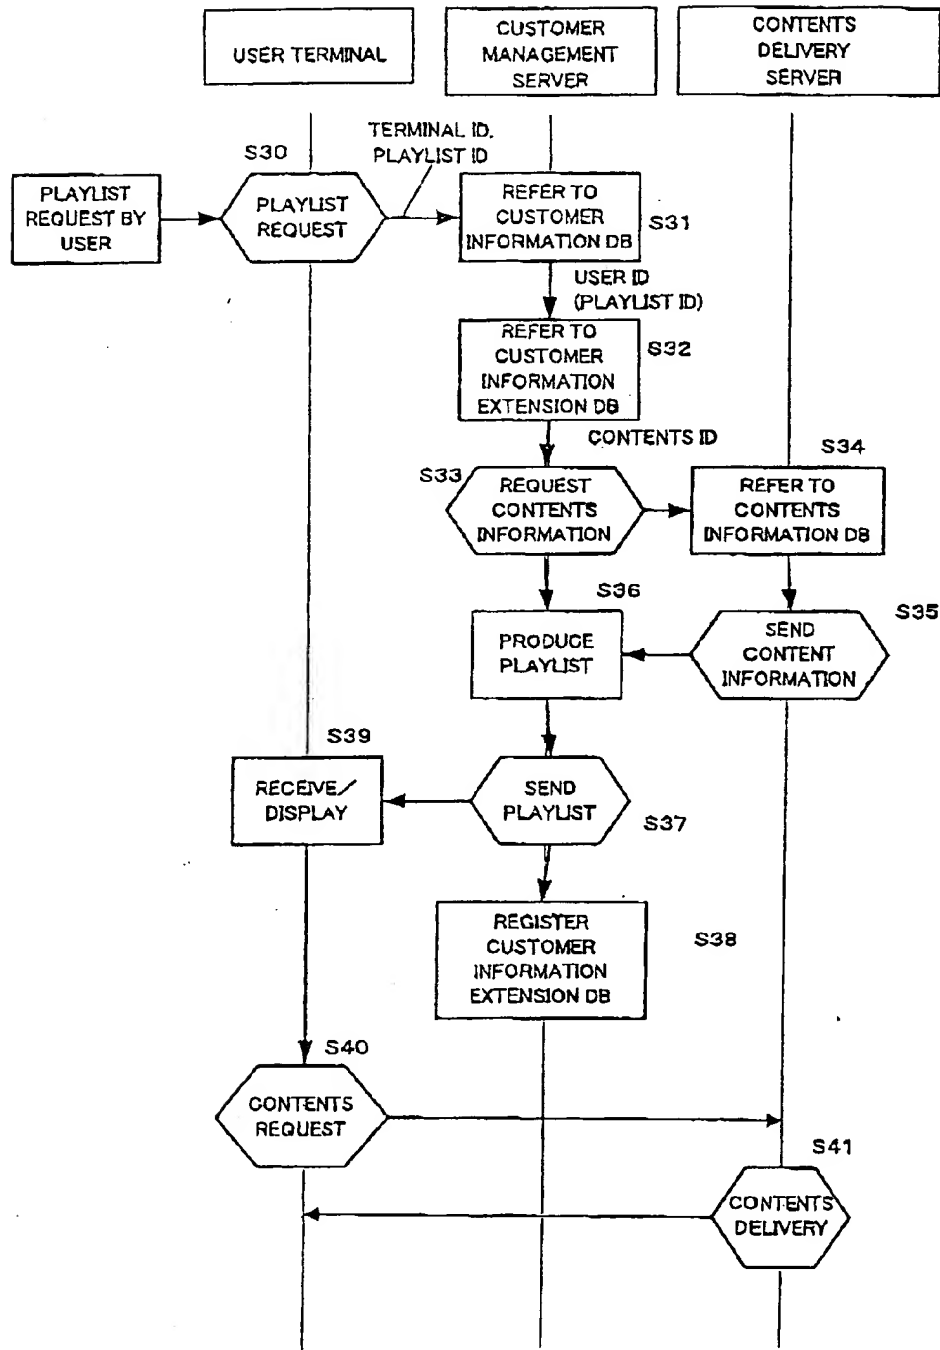 USER TERMINAL
CUSTOMER
MANAGEMENT
SERVER
CONTENTS
DELIVERY
SERVER
S30
TERMINAL ID,
PLAYLIST ID
PLAYLIST
REQUEST BY
USER
PLAYLIST
REQUEST
REFER TO
CUSTOMER
INFORMATION DB
S31
USER ID
(PLAYLIST ID)
REFER TO
CUSTOMER
INFORMATION
EXTENSION DB
S32
CONTENTS ID
S33
REQUEST
CONTENTS
INFORMATION
S34
REFER TO
CONTENTS
INFORMATION DB
S36
PRODUCE
PLAYLIST
S35
SEND
CONTENT
INFORMATION
S39
RECEIVE/
DISPLAY
SEND
PLAYLIST
S37
REGISTER
CUSTOMER
INFORMATION
EXTENSION DB
S38
S40
CONTENTS
REQUEST
S41
CONTENTS
DELIVERY